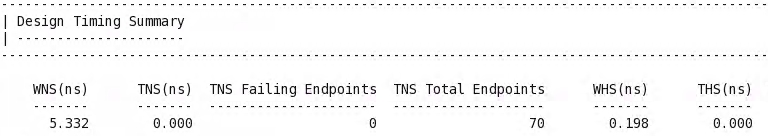 ------------------------------------------------------------------------------------------------
| Design Timing Summary
| ---------------------
------------------------------------------------------------------------------------------------
    WNS(ns)      TNS(ns)  TNS Failing Endpoints  TNS Total Endpoints      WHS(ns)      THS(ns)
    -------      -------  ---------------------  -------------------      -------      -------
      5.332        0.000                      0                   70        0.198        0.000